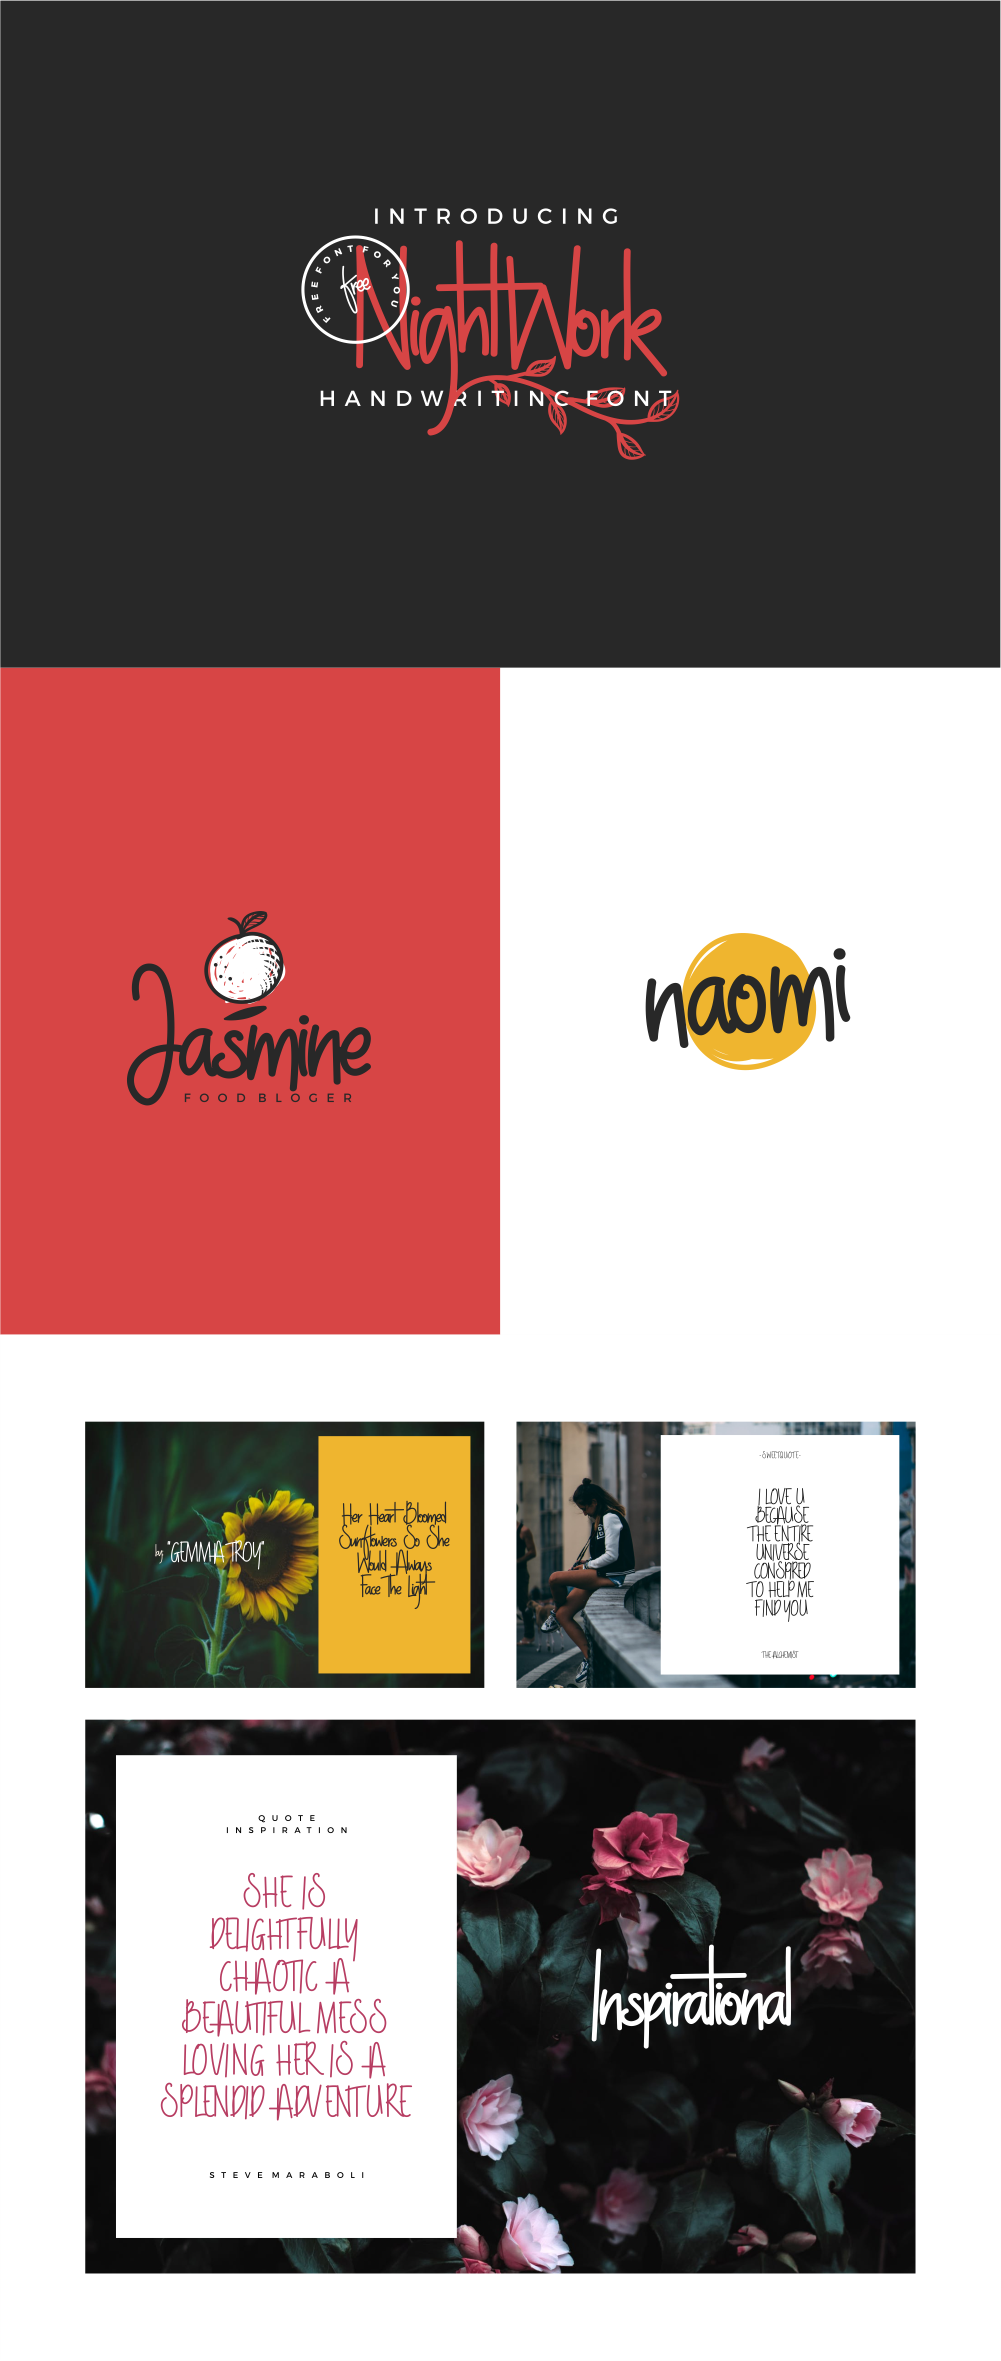 INTRODUCING
FREE FONT FOR YOU
Free
NightWork
HANDWRITING FONT
Jasmine
FOOD BLOGER
naomi
by, "GEMMA TROY"
Her Heart Bloomed
Sunflowers So She
Would Always
Face The Light
-SWEETQUOTE-
I LOVE U
BECAUSE
THE ENTIRE
UNIVERSE
CONSPIRED
TO HELP ME
FIND YOU
THE ALCHEMIST
QUOTE
INSPIRATION
SHE IS
DELIGHTFULLY
CHAOTIC A
BEAUTIFUL MESS
LOVING HER IS A
SPLENDID ADVENTURE
STEVE MARABOLI
Inspirational